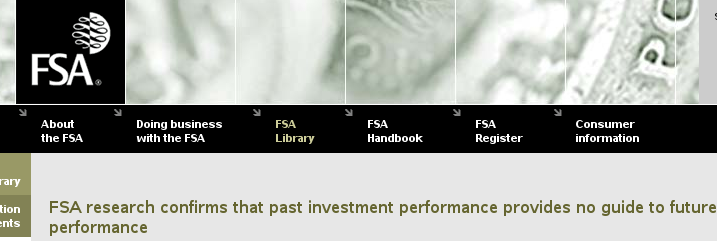 FSA
About
the FSA
Doing business
with the FSA
FSA
Library
FSA
Handbook
FSA
Register
Consumer
information
rary
tion
ents
FSA research confirms that past investment performance provides no guide to future
performance